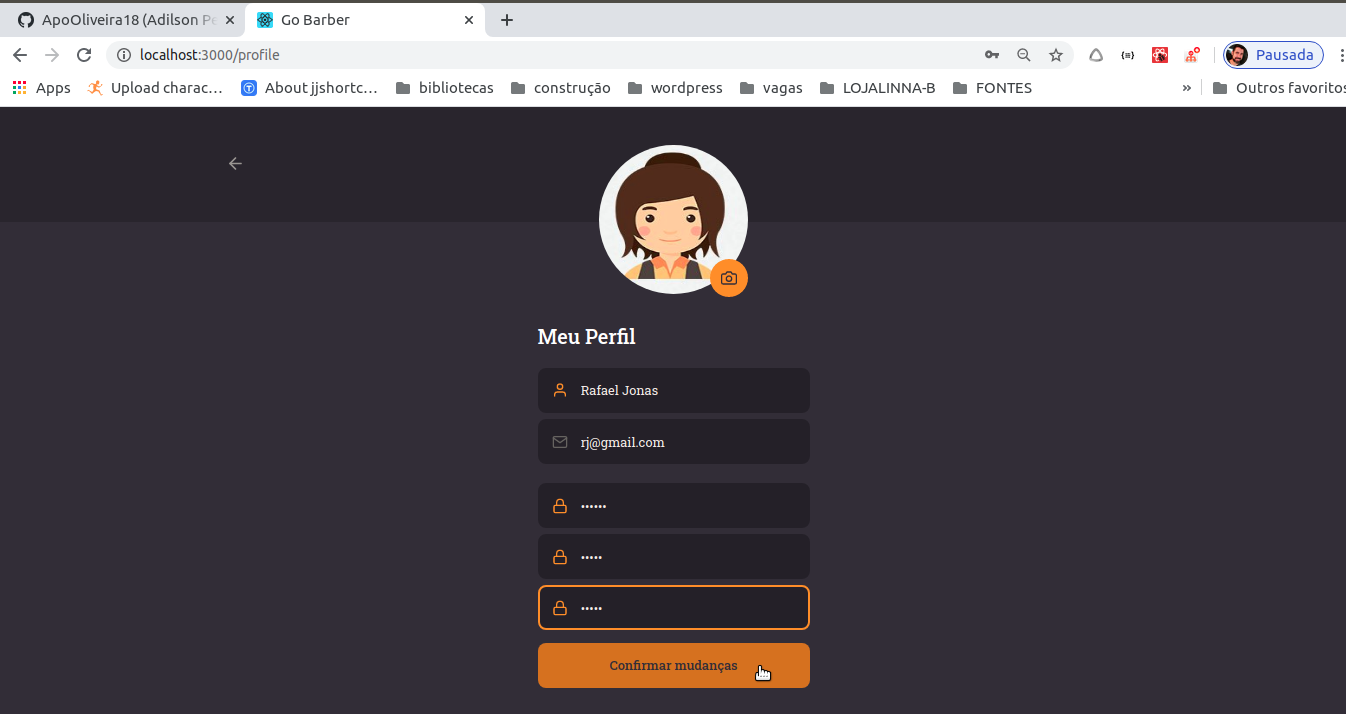 ApoOliveira18 (Adilson Pe
Go Barber
localhost:3000/profile
Pausada
Apps
Upload charac...
About jjshortc...
bibliotecas
construção
wordpress
vagas
LOJALINNA-B
FONTES
»
Outros favoritos
Meu Perfil
Rafael Jonas
rj@gmail.com
••••••
•••••
•••••
Confirmar mudanças